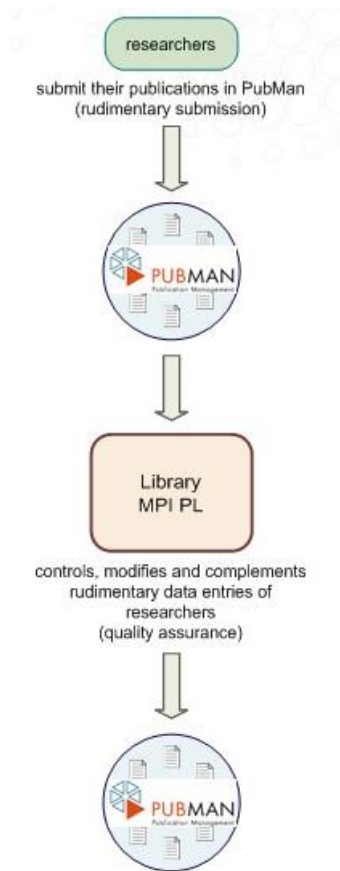 researchers
submit their publications in PubMan
(rudimentary submission)
PUBMAN
Publication Management
Library
MPI PL
controls, modifies and complements
rudimentary data entries of
researchers
(quality assurance)
PUBMAN
Publication Management